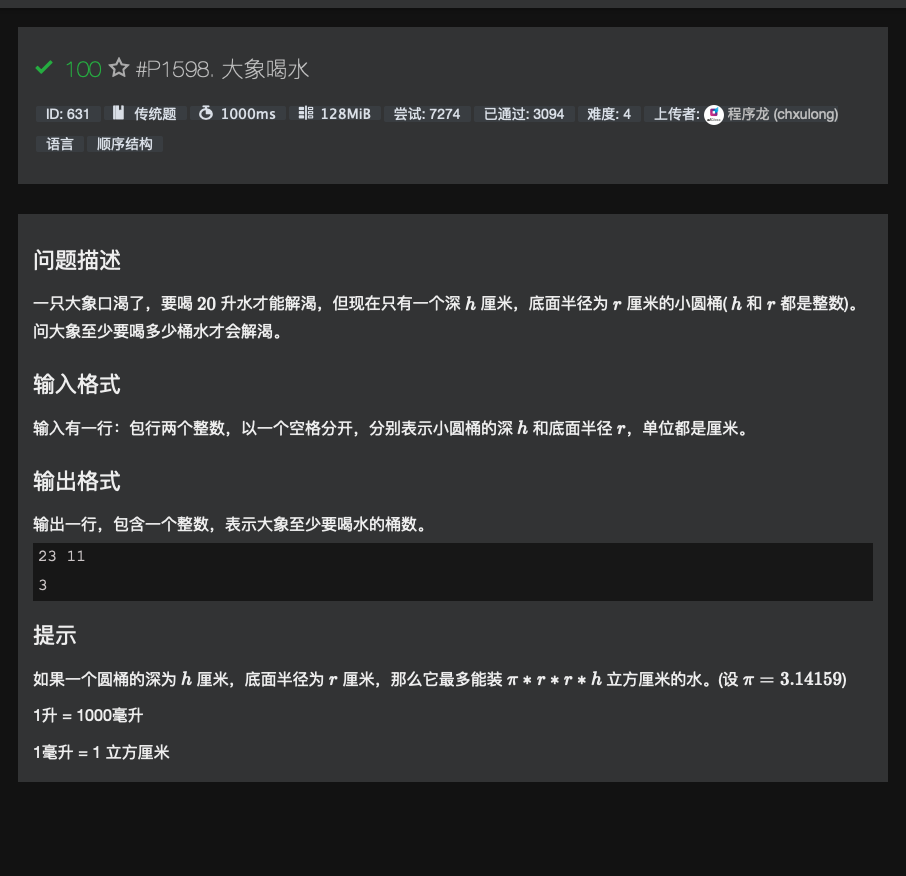 100 #P1598. 大象喝水
ID: 631 传统题 1000ms 128MiB 尝试: 7274 已通过: 3094 难度: 4 上传者: 程序龙 (chxulong)
语言 顺序结构
问题描述
一只大象口渴了，要喝 20 升水才能解渴，但现在只有一个深 h 厘米，底面半径为 r 厘米的小圆桶( h 和 r 都是整数)。
问大象至少要喝多少桶水才会解渴。
输入格式
输入有一行：包行两个整数，以一个空格分开，分别表示小圆桶的深 h 和底面半径 r，单位都是厘米。
输出格式
输出一行，包含一个整数，表示大象至少要喝水的桶数。
23 11
3
提示
如果一个圆桶的深为 h 厘米，底面半径为 r 厘米，那么它最多能装 π * r * r * h 立方厘米的水。(设 π = 3.14159)
1升 = 1000毫升
1毫升 = 1 立方厘米